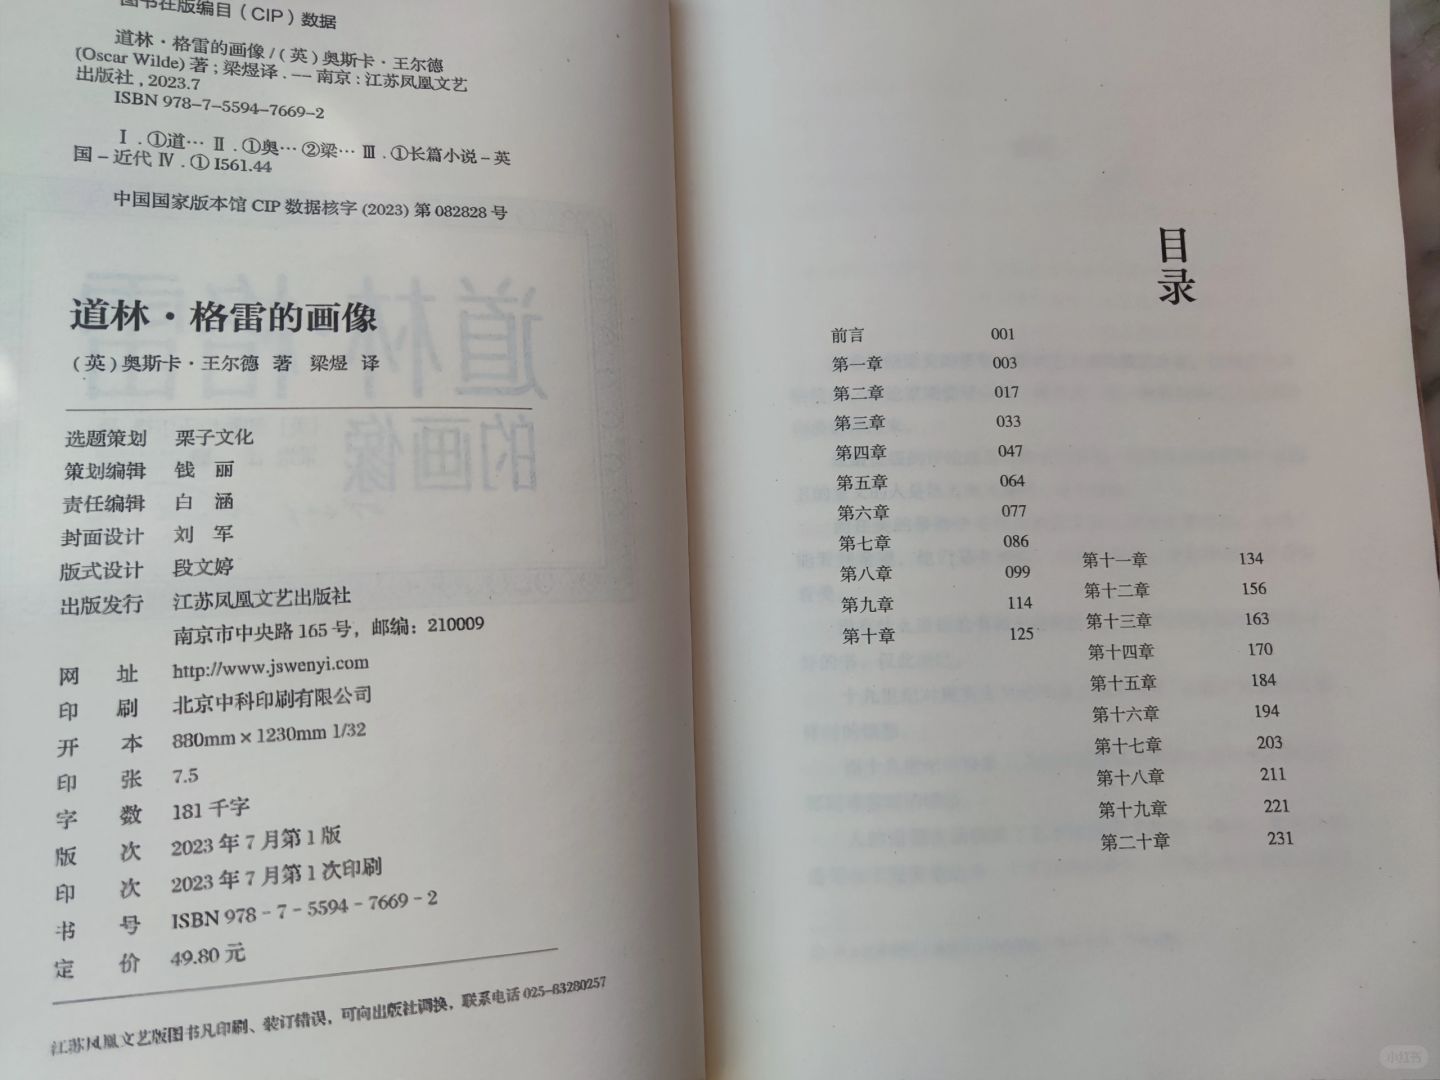 图书在版编目（CIP）数据
道林·格雷的画像/（英）奥斯卡·王尔德
(Oscar Wilde) 著；梁煜译. -- 南京：江苏凤凰文艺
出版社，2023.7
ISBN 978-7-5594-7669-2
Ⅰ.①道… Ⅱ.①奥…②梁… Ⅲ.①长篇小说-英
国-近代 Ⅳ.①I561.44
中国国家版本馆 CIP 数据核字 (2023) 第 082828 号
道林·格雷的画像
（英）奥斯卡·王尔德 著 梁煜 译
选题策划 栗子文化
策划编辑 钱 丽
责任编辑 白 涵
封面设计 刘 军
版式设计 段文婷
出版发行 江苏凤凰文艺出版社
南京市中央路 165 号，邮编：210009
网 址 http://www.jswenyi.com
印 刷 北京中科印刷有限公司
开 本 880mm×1230mm 1/32
印 张 7.5
字 数 181 千字
版 次 2023 年 7 月第 1 版
印 次 2023 年 7 月第 1 次印刷
书 号 ISBN 978-7-5594-7669-2
定 价 49.80 元
江苏凤凰文艺版图书凡印刷、装订错误，可向出版社调换，联系电话 025-83280257
目录
前言 001
第一章 003
第二章 017
第三章 033
第四章 047
第五章 064
第六章 077
第七章 086
第八章 099
第九章 114
第十章 125
第十一章 134
第十二章 156
第十三章 163
第十四章 170
第十五章 184
第十六章 194
第十七章 203
第十八章 211
第十九章 221
第二十章 231
小红书